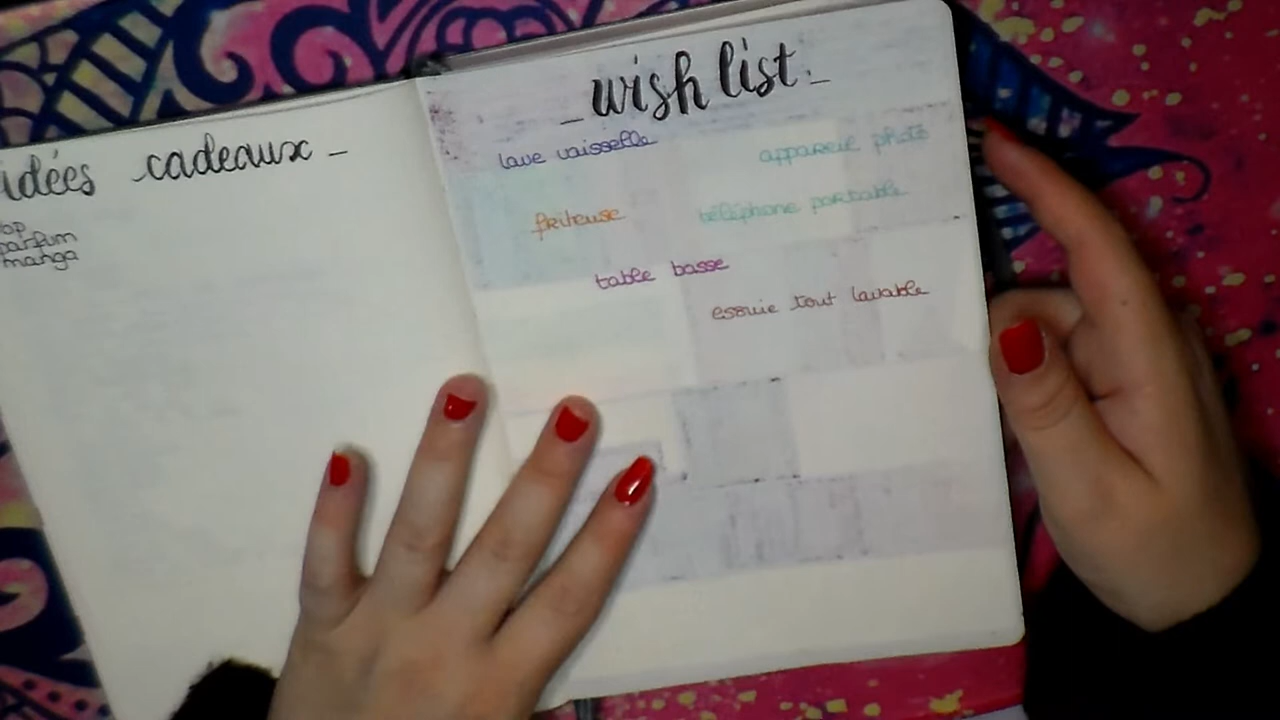 idées cadeaux -
parfum
manga
_ wish list _
lave vaisselle
appareil photo
friteuse
téléphone portable
table basse
essuie tout lavable